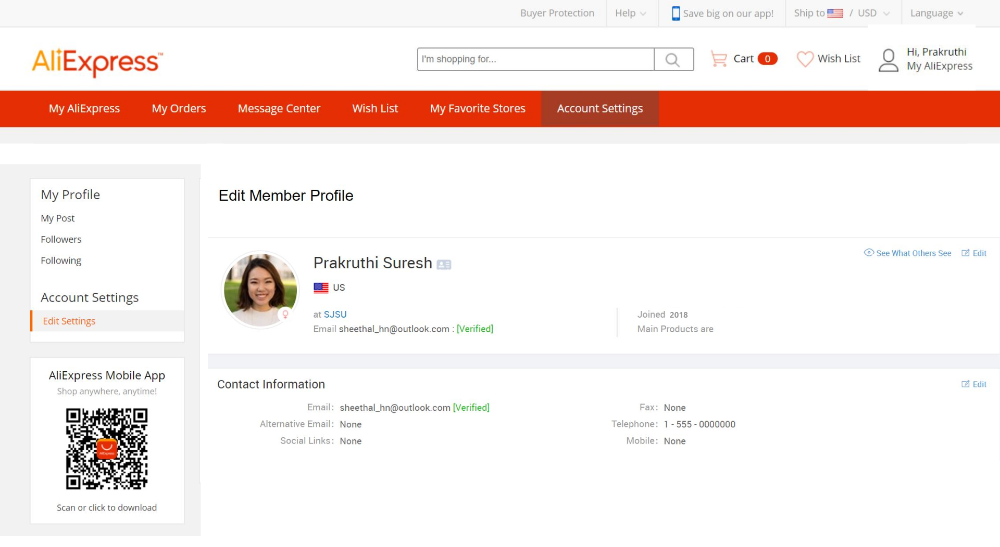 Buyer Protection Help Save big on our app! Ship to / USD Language
AliExpress™
I'm shopping for...
Cart 0 Wish List
Hi, Prakruthi
My AliExpress
My AliExpress My Orders Message Center Wish List My Favorite Stores Account Settings
My Profile
My Post
Followers
Following
Account Settings
Edit Settings
AliExpress Mobile App
Shop anywhere, anytime!
AliExpress
Scan or click to download
Edit Member Profile
See What Others See Edit
Prakruthi Suresh
US
at SJSU
Email sheethal_hn@outlook.com : [Verified]
Joined 2018
Main Products are
Contact Information Edit
Email: sheethal_hn@outlook.com [Verified]
Alternative Email: None
Social Links: None
Fax: None
Telephone: 1 - 555 - 0000000
Mobile: None